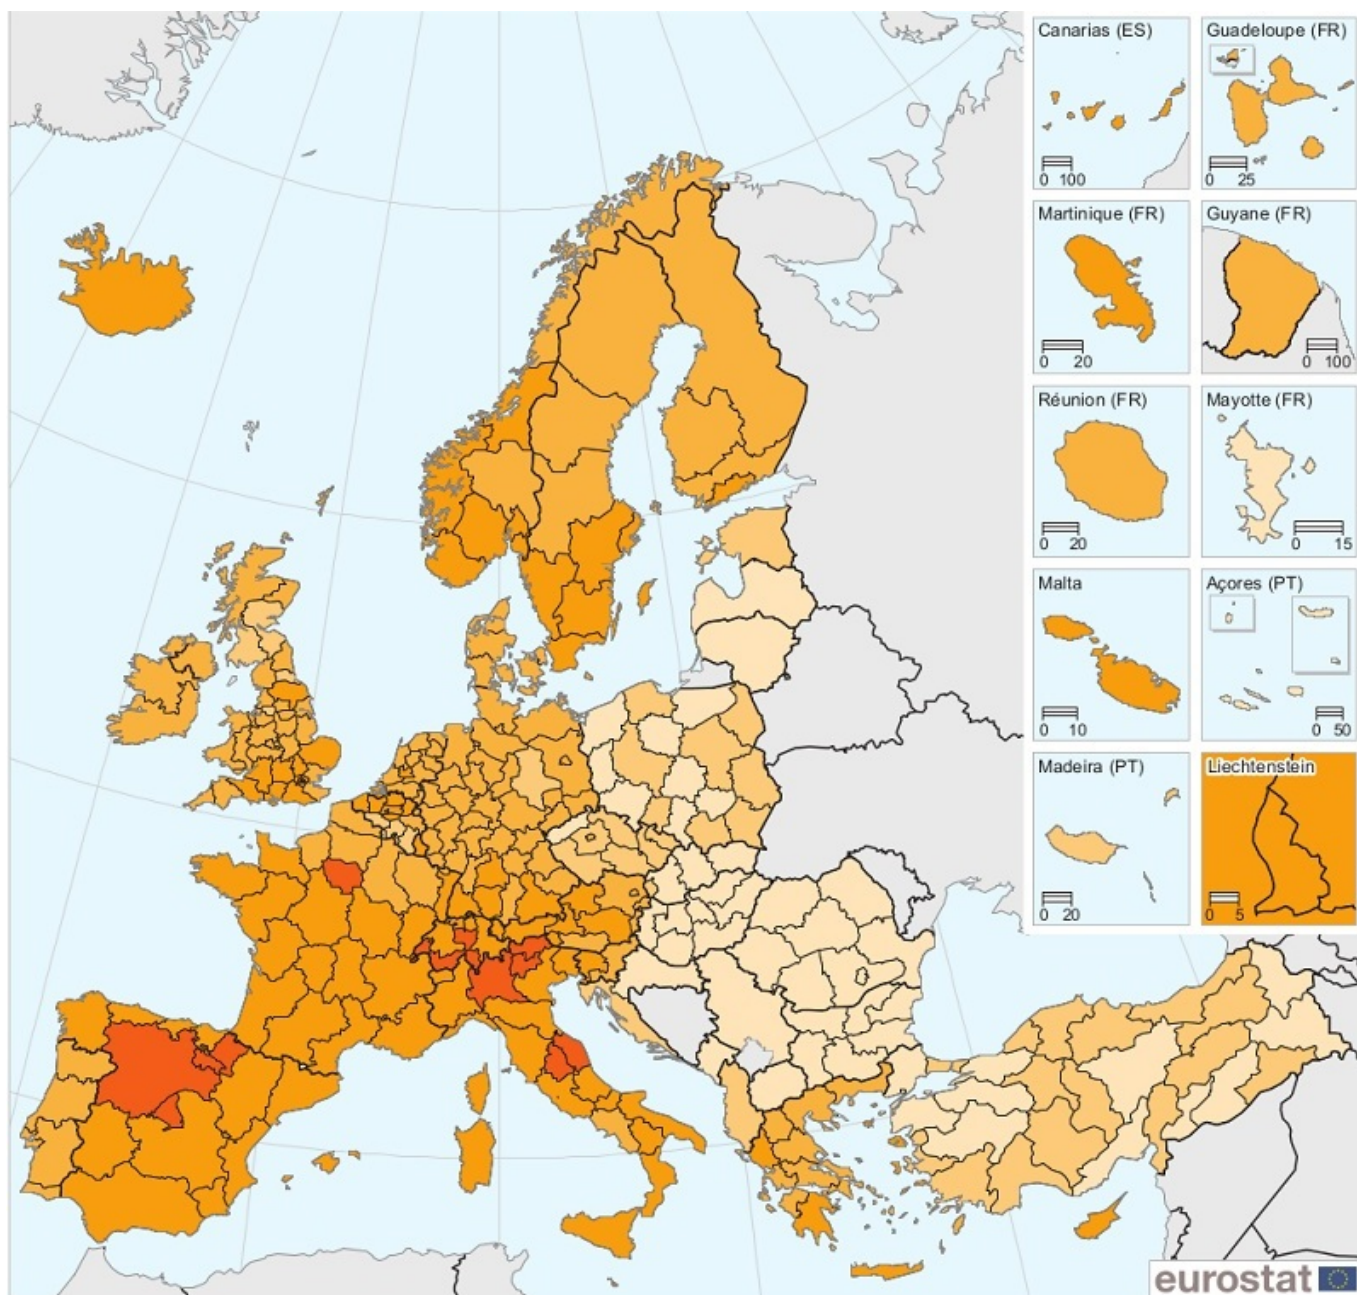 Canarias (ES)
0 100
Guadeloupe (FR)
0 25
Martinique (FR)
0 20
Guyane (FR)
0 100
Réunion (FR)
0 20
Mayotte (FR)
0 15
Malta
0 10
Açores (PT)
0 50
Madeira (PT)
0 20
Liechtenstein
0 5
eurostat